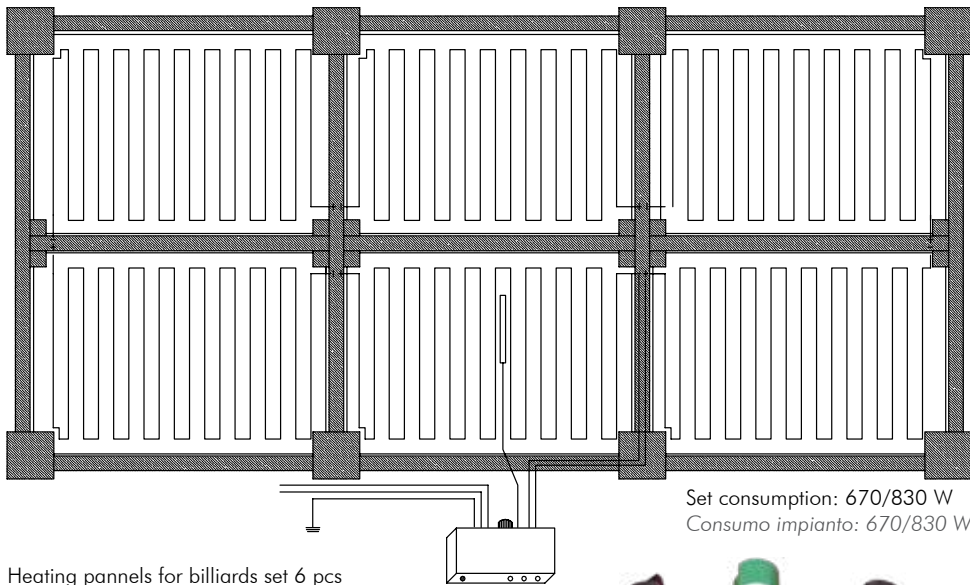 Set consumption: 670/830 W
Consumo impianto: 670/830 W
Heating pannels for billiards set 6 pcs